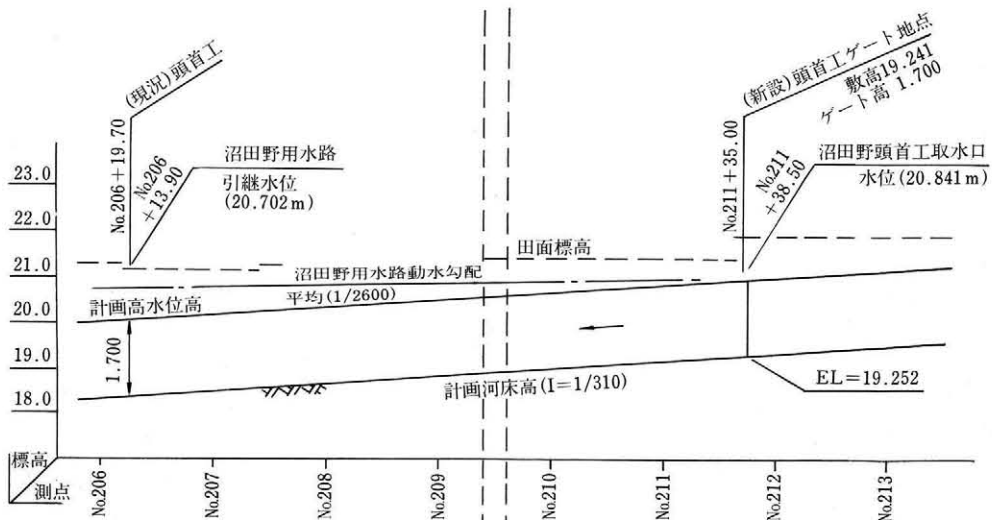 (現況)頭首工
No.206+19.70
No.206
+13.90
沼田野用水路
引継水位
(20.702m)
(新設)頭首工ゲート地点
敷高19.241
ゲート高 1.700
No.211+35.00
No.211
+38.50
沼田野頭首工取水口
水位(20.841m)
23.0
22.0
21.0
20.0
19.0
18.0
田面標高
沼田野用水路動水勾配
平均(1/2600)
計画高水位高
1.700
計画河床高(I=1/310)
EL=19.252
標高
測点
No.206
No.207
No.208
No.209
No.210
No.211
No.212
No.213